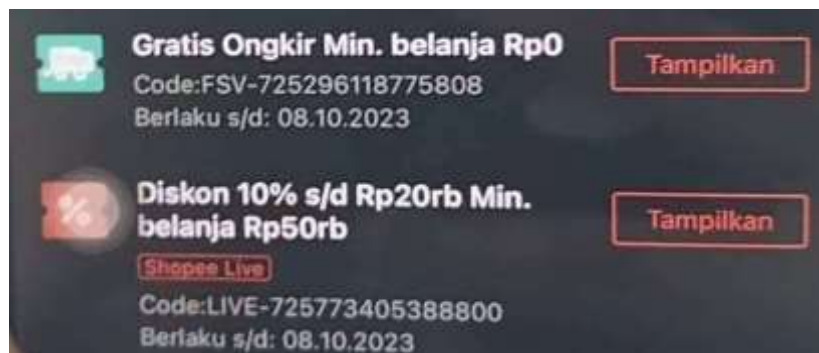 Gratis Ongkir Min. belanja Rp0
Tampilkan
Code:FSV-725296118775808
Berlaku s/d: 08.10.2023
Diskon 10% s/d Rp20rb Min.
belanja Rp50rb
Tampilkan
Shopee Live
Code:LIVE-725773405388800
Berlaku s/d: 08.10.2023